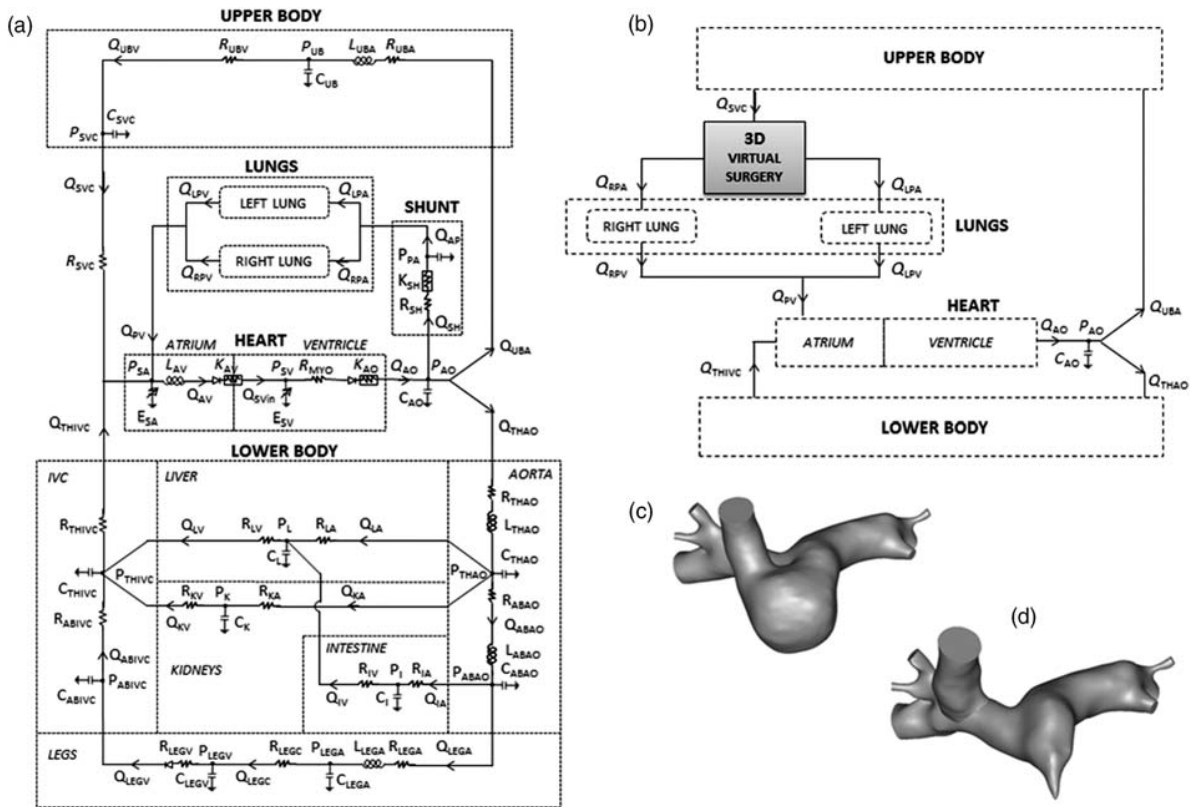 (a)
UPPER BODY
Q_UBV R_UBV P_UB L_UBA R_UBA
C_UB
C_SVC
P_SVC
LUNGS
Q_SVC
Q_LPV LEFT LUNG Q_LPA
SHUNT
Q_AP
R_SVC
RIGHT LUNG
P_PA
Q_RPV Q_RPA
K_SH
R_SH
Q_PV
HEART
Q_SH
ATRIUM VENTRICLE
Q_UBA
P_SA L_AV K_AV P_SV R_MYO K_AO Q_AO P_AO
Q_AV Q_SVin
E_SA E_SV C_AO
Q_THIVC
Q_THAO
LOWER BODY
IVC LIVER AORTA
R_THAO
R_THIVC
Q_LV R_LV P_L R_LA Q_LA
L_THAO
C_L
C_THAO
P_THIVC P_THAO
C_THIVC
R_KV P_K R_KA Q_KA
R_ABAO
R_ABIVC
Q_KV C_K
Q_ABAO
INTESTINE
L_ABAO
Q_ABIVC
KIDNEYS
R_IV P_I R_IA P_ABAO C_ABAO
P_ABIVC
Q_IV C_I Q_IA
C_ABIVC
LEGS
R_LEGV P_LEGV R_LEGC P_LEGA L_LEGA R_LEGA Q_LEGA
Q_LEGV C_LEGV Q_LEGC C_LEGA
(b)
UPPER BODY
Q_SVC
3D
VIRTUAL
SURGERY
Q_RPA Q_LPA
RIGHT LUNG LEFT LUNG LUNGS
Q_RPV Q_LPV
Q_PV
HEART
Q_UBA
ATRIUM VENTRICLE
Q_AO P_AO
C_AO
Q_THIVC
Q_THAO
LOWER BODY
(c)
(d)